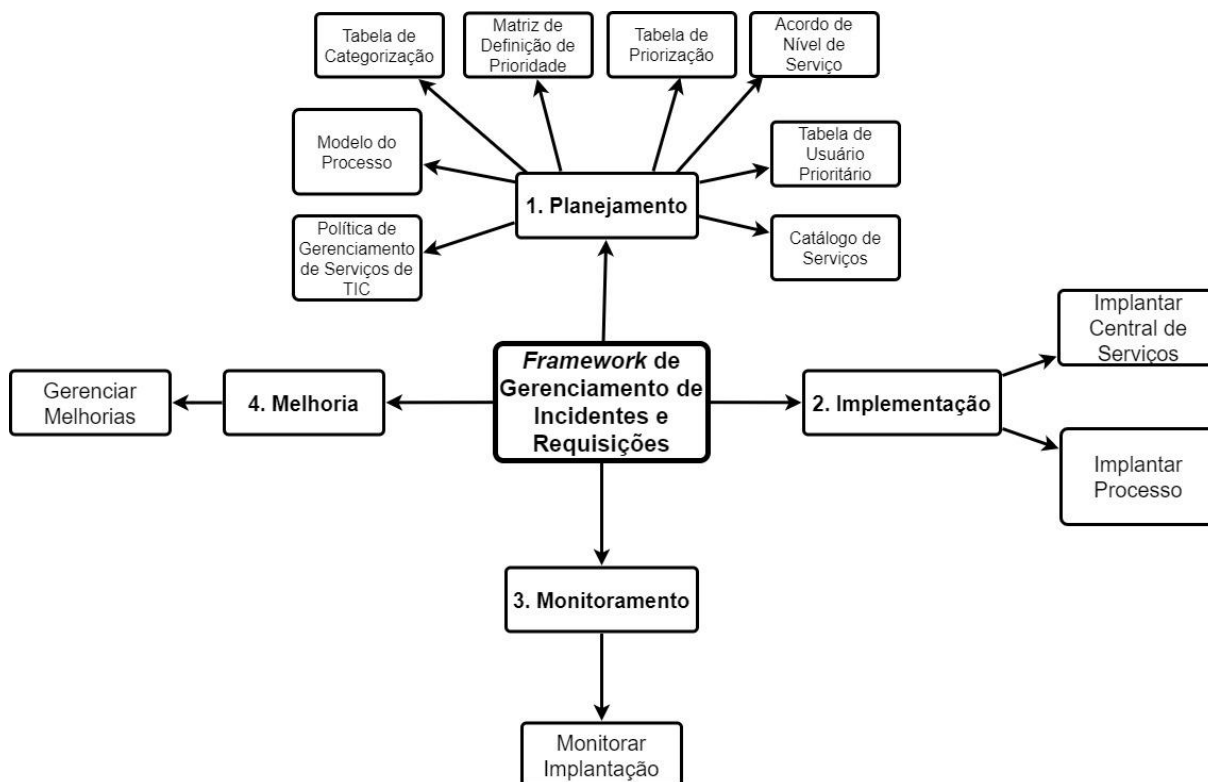 Tabela de
Categorização
Matriz de
Definição de
Prioridade
Tabela de
Priorização
Acordo de
Nível de
Serviço
Modelo do
Processo
Tabela de
Usuário
Prioritário
1. Planejamento
Política de
Gerenciamento
de Serviços de
TIC
Catálogo de
Serviços
Framework de
Gerenciamento de
Incidentes e
Requisições
Implantar
Central de
Serviços
Gerenciar
Melhorias
4. Melhoria
2. Implementação
Implantar
Processo
3. Monitoramento
Monitorar
Implantação